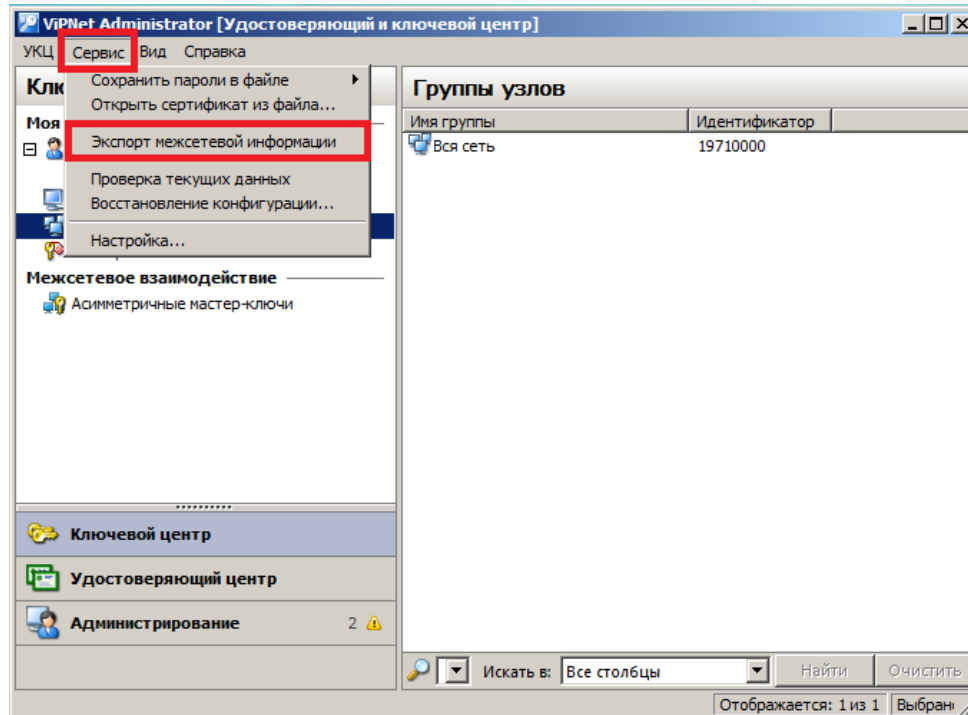 ViPNet Administrator [Удостоверяющий и ключевой центр]
УКЦ Сервис Вид Справка
Сохранить пароли в файле
Открыть сертификат из файла...
Экспорт межсетевой информации
Проверка текущих данных
Восстановление конфигурации...
Настройка...
Моя
Межсетевое взаимодействие
Асимметричные мастер-ключи
Ключевой центр
Удостоверяющий центр
Администрирование 2
Группы узлов
Имя группы Идентификатор
Вся сеть 19710000
Искать в: Все столбцы Найти Очистить
Отображается: 1 из 1